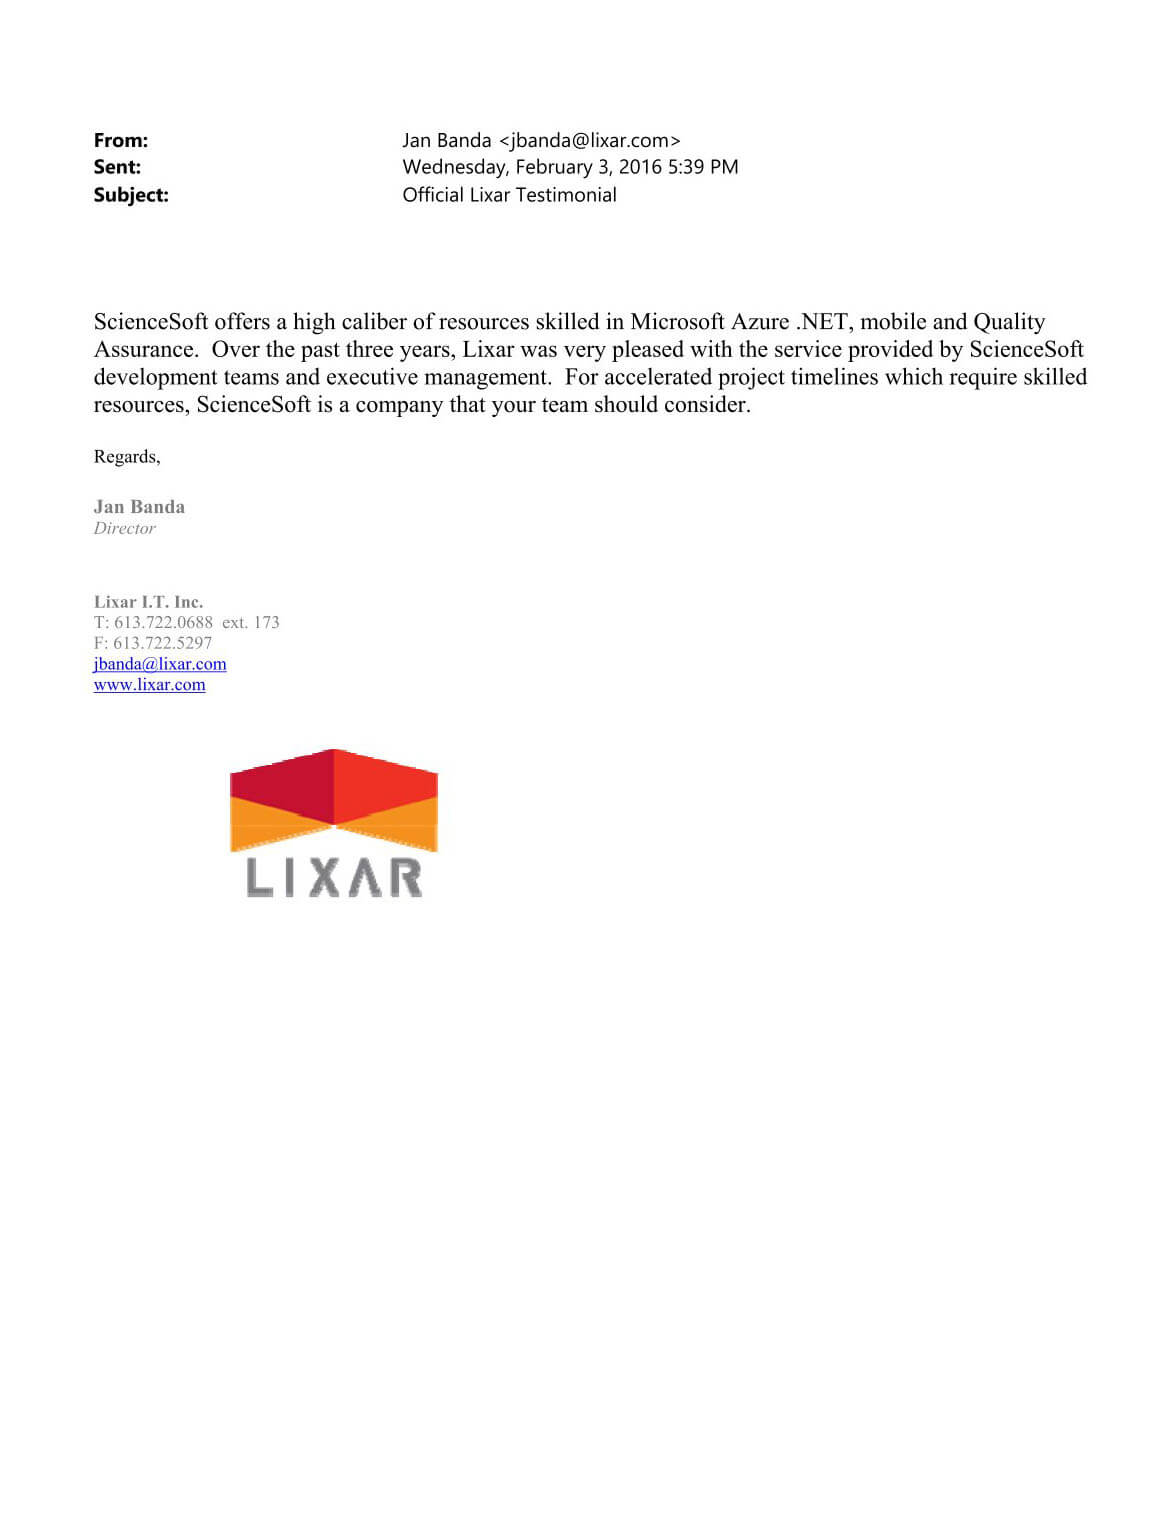 From: Jan Banda <jbanda@lixar.com>
Sent: Wednesday, February 3, 2016 5:39 PM
Subject: Official Lixar Testimonial
ScienceSoft offers a high caliber of resources skilled in Microsoft Azure .NET, mobile and Quality
Assurance.  Over the past three years, Lixar was very pleased with the service provided by ScienceSoft
development teams and executive management.  For accelerated project timelines which require skilled
resources, ScienceSoft is a company that your team should consider.
Regards,
Jan Banda
Director
Lixar I.T. Inc.
T: 613.722.0688  ext. 173
F: 613.722.5297
jbanda@lixar.com
www.lixar.com
LIXAR